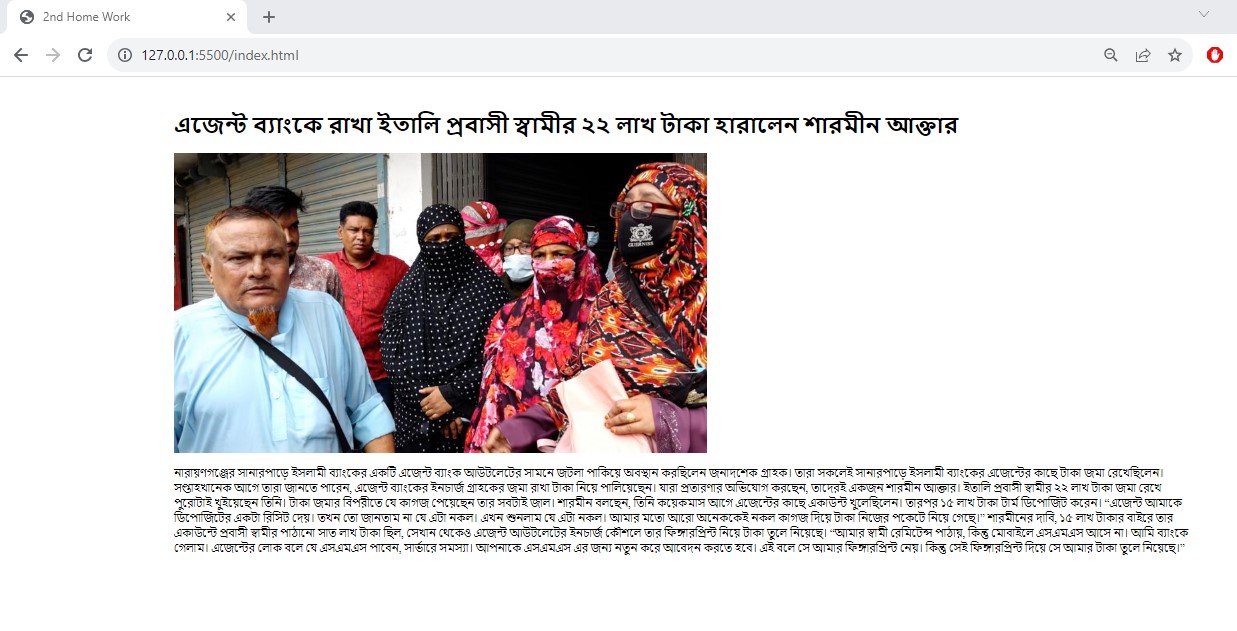 2nd Home Work
127.0.0.1:5500/index.html
এজেন্ট ব্যাংকে রাখা ইতালি প্রবাসী স্বামীর ২২ লাখ টাকা হারালেন শারমীন আক্তার
নারায়ণগঞ্জের সানারপাড়ে ইসলামী ব্যাংকের একটি এজেন্ট ব্যাংক আউটলেটের সামনে জটলা পাকিয়ে অবস্থান করছিলেন জনাদশেক গ্রাহক। তারা সকলেই সানারপাড়ে ইসলামী ব্যাংকের এজেন্টের কাছে টাকা জমা রেখেছিলেন।
সপ্তাহখানেক আগে তারা জানতে পারেন, এজেন্ট ব্যাংকের ইনচার্জ গ্রাহকের জমা রাখা টাকা নিয়ে পালিয়েছেন। যারা প্রতারণার অভিযোগ করছেন, তাদেরই একজন শারমীন আক্তার। ইতালি প্রবাসী স্বামীর ২২ লাখ টাকা জমা রেখে
পুরোটাই খুইয়েছেন তিনি। টাকা জমার বিপরীতে যে কাগজ পেয়েছেন তার সবটাই জাল। শারমীন বলছেন, তিনি কয়েকমাস আগে এজেন্টের কাছে একাউন্ট খুলেছিলেন। তারপর ১৫ লাখ টাকা টার্ম ডিপোজিট করেন। “এজেন্ট আমাকে
ডিপোজিটের একটা রিসিট দেয়। তখন তো জানতাম না যে এটা নকল। এখন শুনলাম যে এটা নকল। আমার মতে আরো অনেককেই নকল কাগজ দিয়ে টাকা নিজের পকেটে নিয়ে গেছে।” শারমীনের দাবি, ১৫ লাখ টাকার বাইরে তার
একাউন্টে প্রবাসী স্বামীর পাঠানো সাত লাখ টাকা ছিল, সেখান থেকেও এজেন্ট আউটলেটের ইনচার্জ কৌশলে তার ফিঙ্গারপ্রিন্ট নিয়ে টাকা তুলে নিয়েছে। “আমার স্বামী রেমিটেন্স পাঠায়, কিন্তু মোবাইলে এসএমএস আসে না। আমি ব্যাংকে
গেলাম। এজেন্টের লোক বলে যে এসএমএস পাবেন, সার্ভারে সমস্যা। আপনাকে এসএমএস এর জন্য নতুন করে আবেদন করতে হবে। এই বলে সে আমার ফিঙ্গারপ্রিন্ট নেয়। কিন্তু সেই ফিঙ্গারপ্রিন্ট দিয়ে সে আমার টাকা তুলে নিয়েছে।”